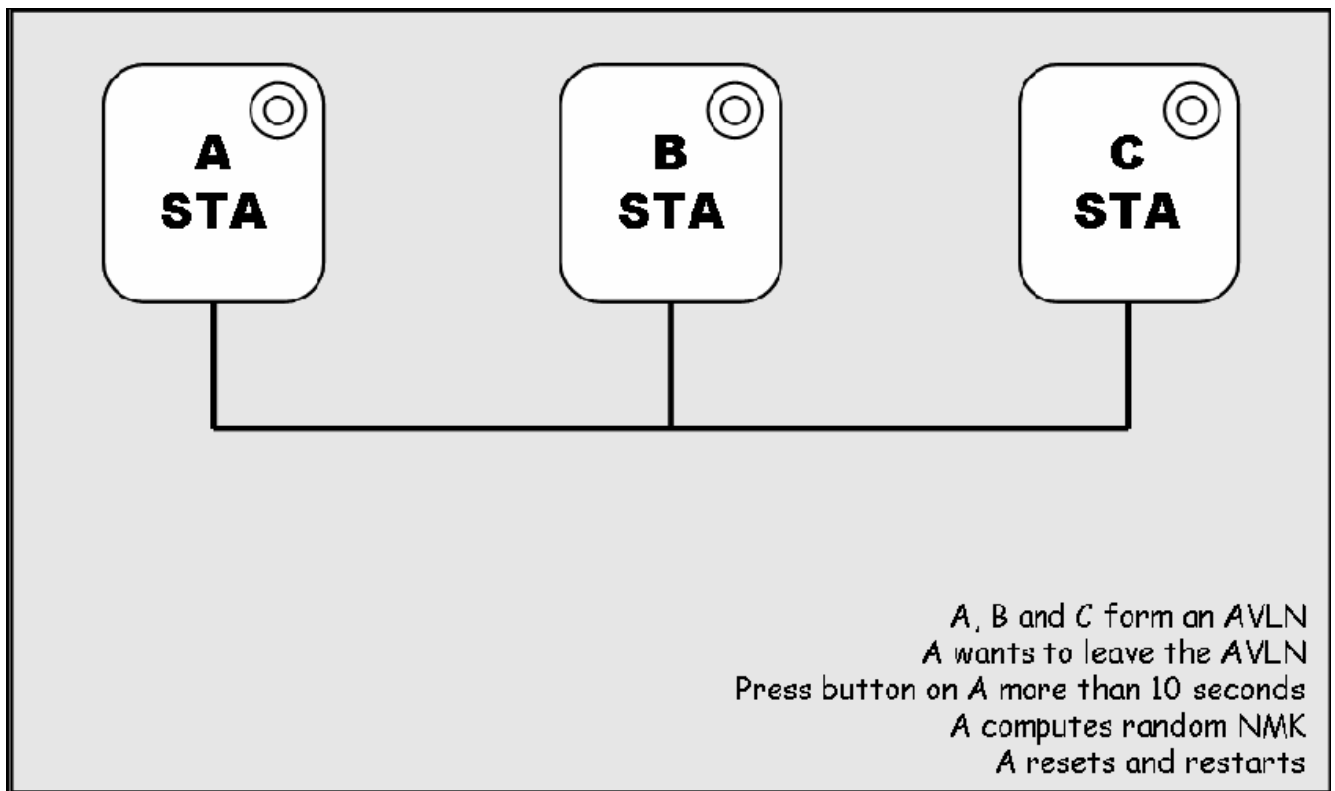 A
STA
B
STA
C
STA
A, B and C form an AVLN
A wants to leave the AVLN
Press button on A more than 10 seconds
A computes random NMK
A resets and restarts